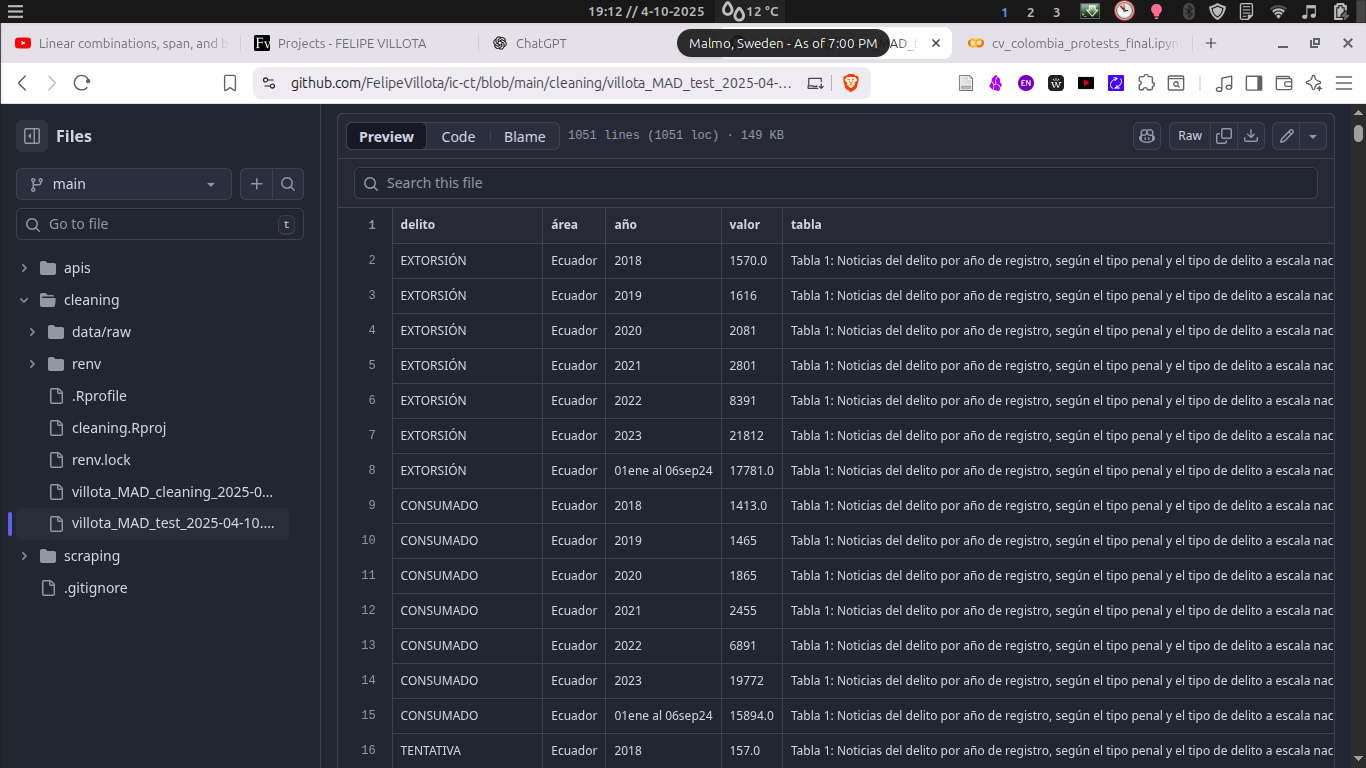 19:12 // 4-10-2025
12 °C
1 2 3
Linear combinations, span, and b
Projects - FELIPE VILLOTA
ChatGPT
Malmo, Sweden - As of 7:00 PM
AD_t
cv_colombia_protests_final.ipyn
github.com/FelipeVillota/ic-ct/blob/main/cleaning/villota_MAD_test_2025-04-...
EN
W
Files
Preview Code Blame 1051 lines (1051 loc) · 149 KB
Raw
main
Search this file
Go to file
t
apis
cleaning
data/raw
renv
.Rprofile
cleaning.Rproj
renv.lock
villota_MAD_cleaning_2025-0...
villota_MAD_test_2025-04-10....
scraping
.gitignore
1 delito área año valor tabla
2 EXTORSIÓN Ecuador 2018 1570.0 Tabla 1: Noticias del delito por año de registro, según el tipo penal y el tipo de delito a escala nac
3 EXTORSIÓN Ecuador 2019 1616 Tabla 1: Noticias del delito por año de registro, según el tipo penal y el tipo de delito a escala nac
4 EXTORSIÓN Ecuador 2020 2081 Tabla 1: Noticias del delito por año de registro, según el tipo penal y el tipo de delito a escala nac
5 EXTORSIÓN Ecuador 2021 2801 Tabla 1: Noticias del delito por año de registro, según el tipo penal y el tipo de delito a escala nac
6 EXTORSIÓN Ecuador 2022 8391 Tabla 1: Noticias del delito por año de registro, según el tipo penal y el tipo de delito a escala nac
7 EXTORSIÓN Ecuador 2023 21812 Tabla 1: Noticias del delito por año de registro, según el tipo penal y el tipo de delito a escala nac
8 EXTORSIÓN Ecuador 01ene al 06sep24 17781.0 Tabla 1: Noticias del delito por año de registro, según el tipo penal y el tipo de delito a escala nac
9 CONSUMADO Ecuador 2018 1413.0 Tabla 1: Noticias del delito por año de registro, según el tipo penal y el tipo de delito a escala nac
10 CONSUMADO Ecuador 2019 1465 Tabla 1: Noticias del delito por año de registro, según el tipo penal y el tipo de delito a escala nac
11 CONSUMADO Ecuador 2020 1865 Tabla 1: Noticias del delito por año de registro, según el tipo penal y el tipo de delito a escala nac
12 CONSUMADO Ecuador 2021 2455 Tabla 1: Noticias del delito por año de registro, según el tipo penal y el tipo de delito a escala nac
13 CONSUMADO Ecuador 2022 6891 Tabla 1: Noticias del delito por año de registro, según el tipo penal y el tipo de delito a escala nac
14 CONSUMADO Ecuador 2023 19772 Tabla 1: Noticias del delito por año de registro, según el tipo penal y el tipo de delito a escala nac
15 CONSUMADO Ecuador 01ene al 06sep24 15894.0 Tabla 1: Noticias del delito por año de registro, según el tipo penal y el tipo de delito a escala nac
16 TENTATIVA Ecuador 2018 157.0 Tabla 1: Noticias del delito por año de registro, según el tipo penal y el tipo de delito a escala nac